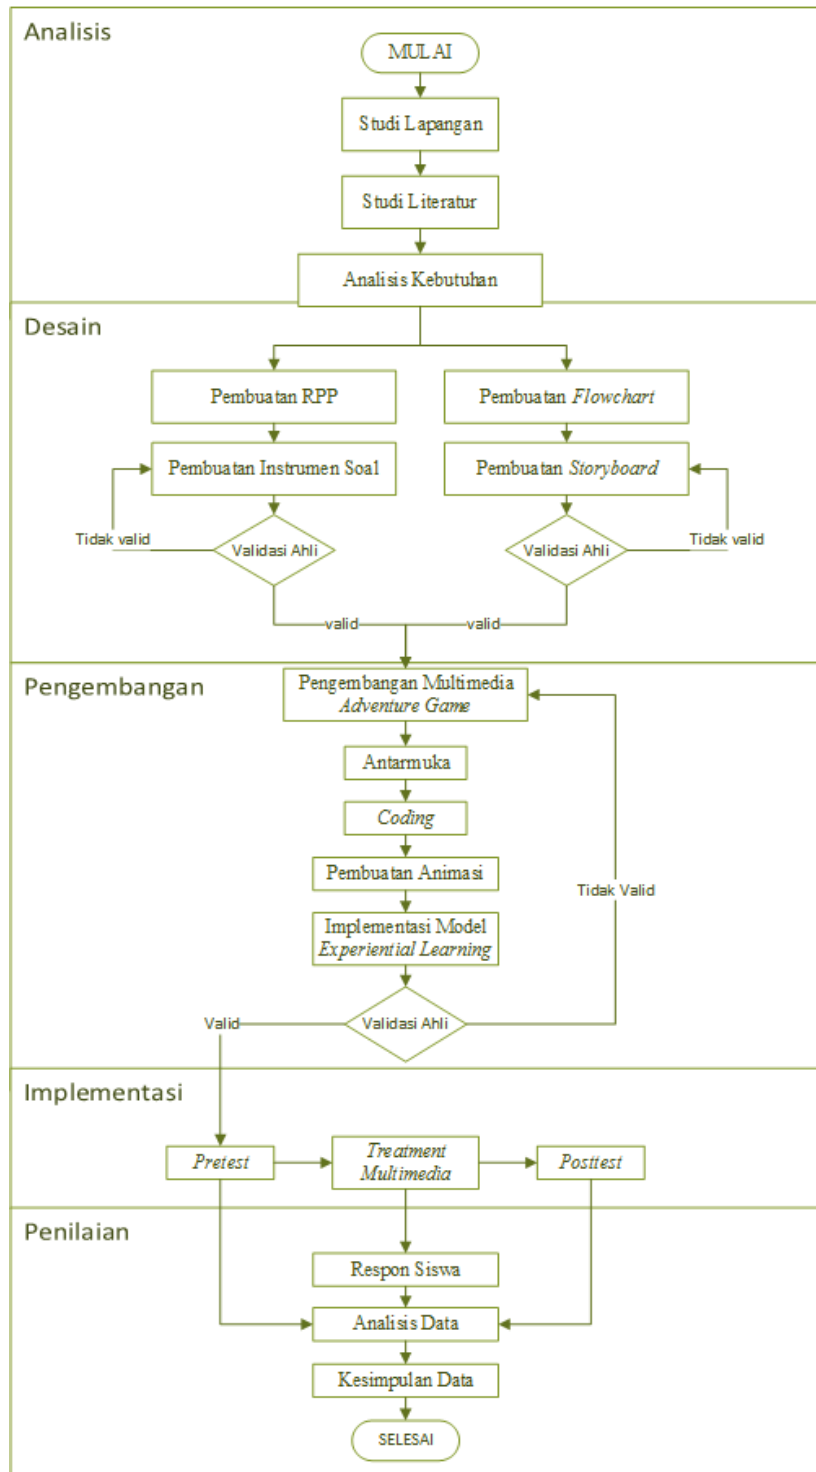 Analisis
MULAI
Studi Lapangan
Studi Literatur
Analisis Kebutuhan
Desain
Pembuatan RPP
Pembuatan Flowchart
Pembuatan Instrumen Soal
Pembuatan Storyboard
Tidak valid
Validasi Ahli
Validasi Ahli
Tidak valid
valid
valid
Pengembangan
Pengembangan Multimedia
Adventure Game
Antarmuka
Coding
Pembuatan Animasi
Tidak Valid
Implementasi Model
Experiential Learning
Valid
Validasi Ahli
Implementasi
Pretest
Treatment
Multimedia
Posttest
Penilaian
Respon Siswa
Analisis Data
Kesimpulan Data
SELESAI